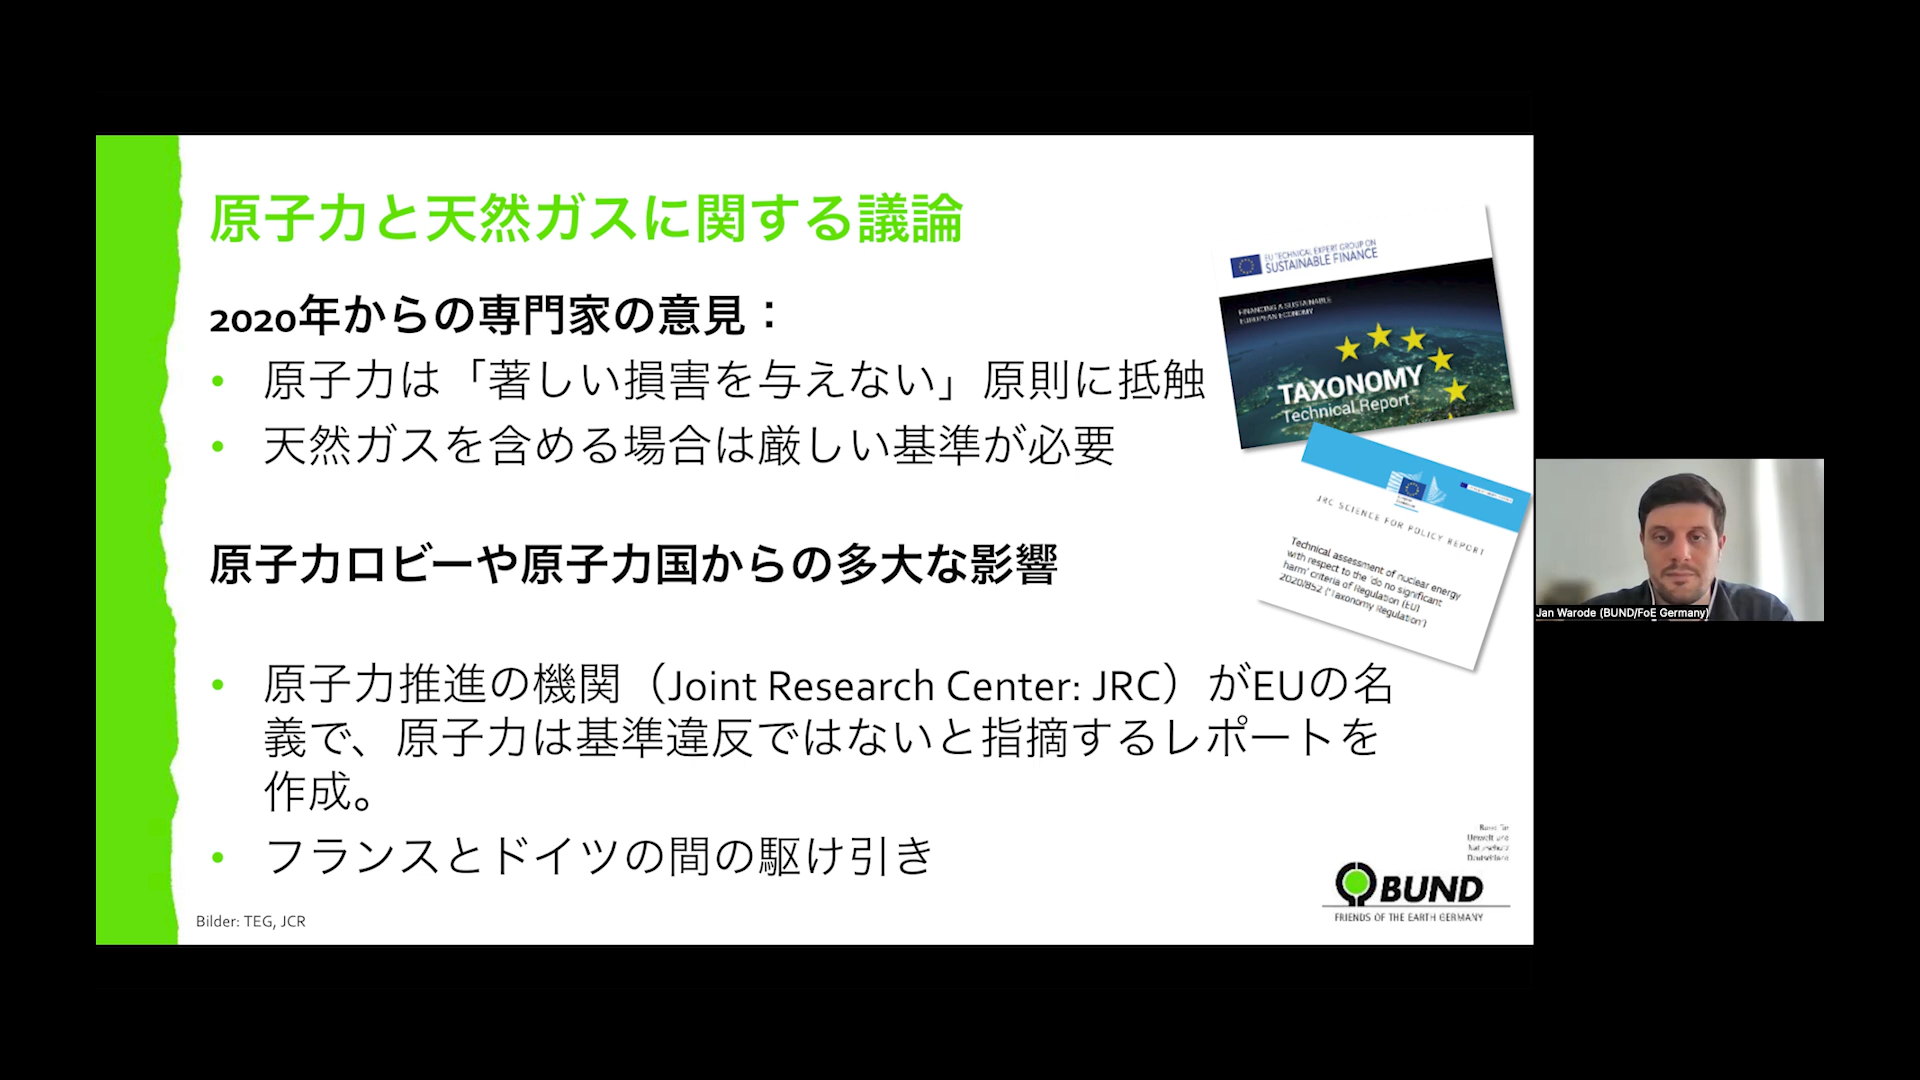 原子力と天然ガスに関する議論
2020年からの専門家の意見：
• 原子力は「著しい損害を与えない」原則に抵触
• 天然ガスを含める場合は厳しい基準が必要
原子力ロビーや原子力国からの多大な影響
• 原子力推進の機関（Joint Research Center: JRC）がEUの名
義で、原子力は基準違反ではないと指摘するレポートを
作成。
• フランスとドイツの間の駆け引き
Bilder: TEG, JCR
EU TECHNICAL EXPERT GROUP ON
SUSTAINABLE FINANCE
FINANCING A SUSTAINABLE
EUROPEAN ECONOMY
TAXONOMY
Technical Report
JRC SCIENCE FOR POLICY REPORT
Technical assessment of nuclear energy
with respect to the 'do no significant
harm' criteria of Regulation (EU)
2020/852 ('Taxonomy Regulation')
Bund für
Umwelt und
Naturschutz
Deutschland
BUND
FRIENDS OF THE EARTH GERMANY
Jan Warode (BUND/FoE Germany)